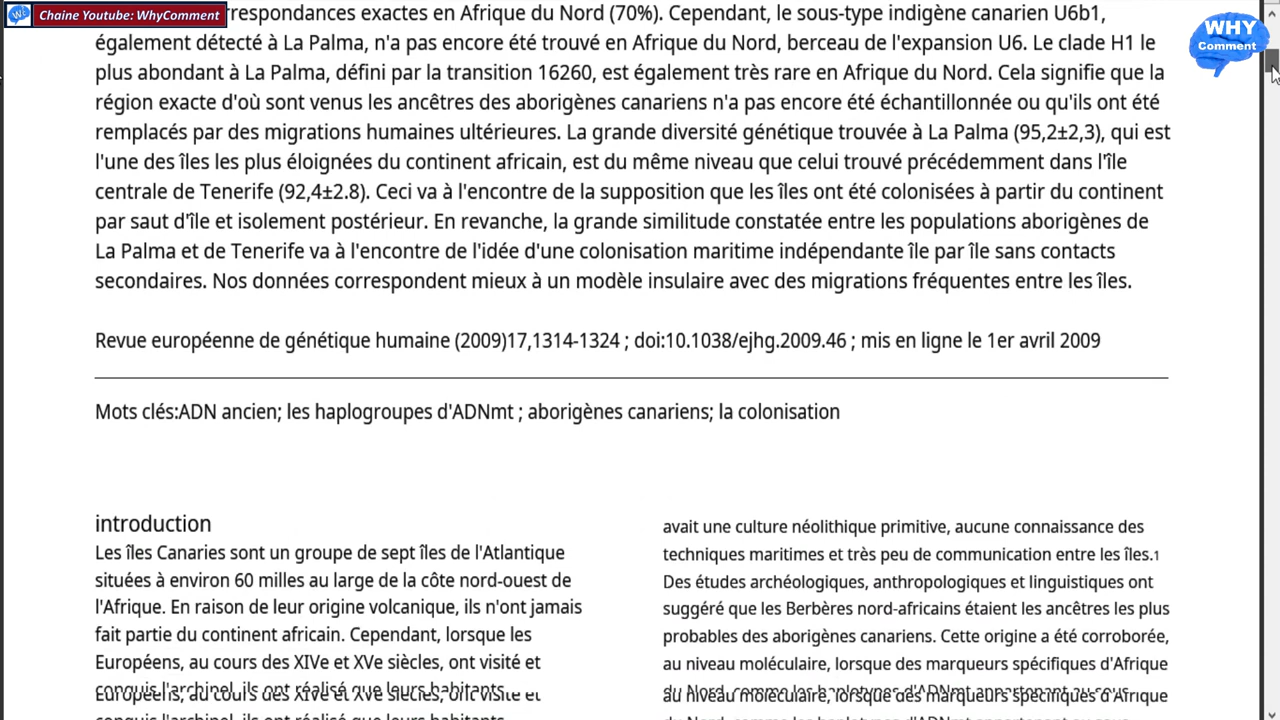 Chaine Youtube: WhyComment
WHY
Comment
respondances exactes en Afrique du Nord (70%). Cependant, le sous-type indigène canarien U6b1,
également détecté à La Palma, n'a pas encore été trouvé en Afrique du Nord, berceau de l'expansion U6. Le clade H1 le
plus abondant à La Palma, défini par la transition 16260, est également très rare en Afrique du Nord. Cela signifie que la
région exacte d'où sont venus les ancêtres des aborigènes canariens n'a pas encore été échantillonnée ou qu'ils ont été
remplacés par des migrations humaines ultérieures. La grande diversité génétique trouvée à La Palma (95,2±2,3), qui est
l'une des îles les plus éloignées du continent africain, est du même niveau que celui trouvé précédemment dans l'île
centrale de Tenerife (92,4±2.8). Ceci va à l'encontre de la supposition que les îles ont été colonisées à partir du continent
par saut d'île et isolement postérieur. En revanche, la grande similitude constatée entre les populations aborigènes de
La Palma et de Tenerife va à l'encontre de l'idée d'une colonisation maritime indépendante île par île sans contacts
secondaires. Nos données correspondent mieux à un modèle insulaire avec des migrations fréquentes entre les îles.
Revue européenne de génétique humaine (2009)17,1314-1324 ; doi:10.1038/ejhg.2009.46 ; mis en ligne le 1er avril 2009
Mots clés:ADN ancien; les haplogroupes d'ADNmt ; aborigènes canariens; la colonisation
introduction
Les îles Canaries sont un groupe de sept îles de l'Atlantique
situées à environ 60 milles au large de la côte nord-ouest de
l'Afrique. En raison de leur origine volcanique, ils n'ont jamais
fait partie du continent africain. Cependant, lorsque les
Européens, au cours des XIVe et XVe siècles, ont visité et
conquis l'archipel, ils ont réalisé que leurs habitants
avait une culture néolithique primitive, aucune connaissance des
techniques maritimes et très peu de communication entre les îles.1
Des études archéologiques, anthropologiques et linguistiques ont
suggéré que les Berbères nord-africains étaient les ancêtres les plus
probables des aborigènes canariens. Cette origine a été corroborée,
au niveau moléculaire, lorsque des marqueurs spécifiques d'Afrique